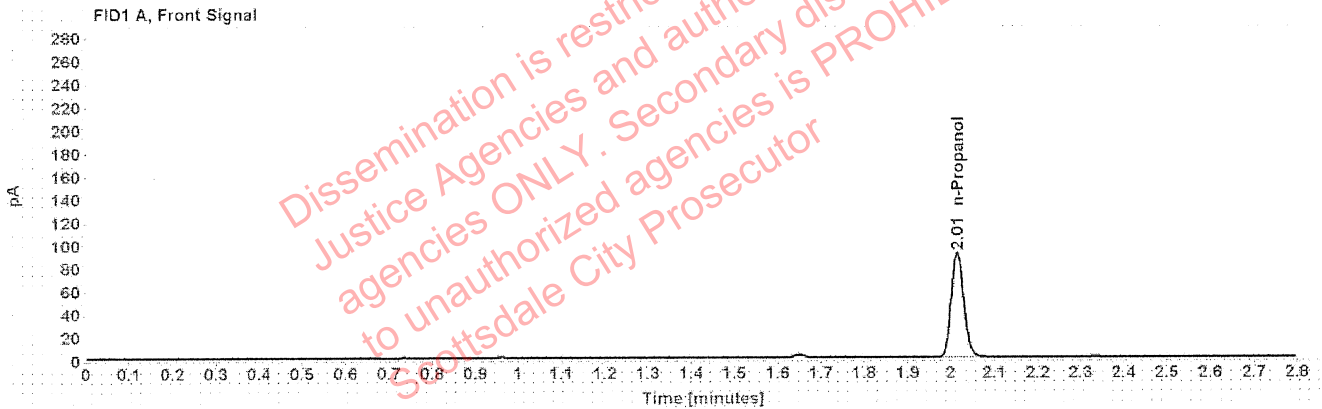 FID1 A, Front Signal
280
260
240
220
200
180
160
140
120
100
80
60
40
20
0
pA
2.01 n-Propanol
0 0.1 0.2 0.3 0.4 0.5 0.6 0.7 0.8 0.9 1 1.1 1.2 1.3 1.4 1.5 1.6 1.7 1.8 1.9 2 2.1 2.2 2.3 2.4 2.5 2.6 2.7 2.8
Time [minutes]
Dissemination is
Justice Agencies and
agencies ONLY. Secondary
to unauthorized agencies is
Scottsdale City Prosecutor